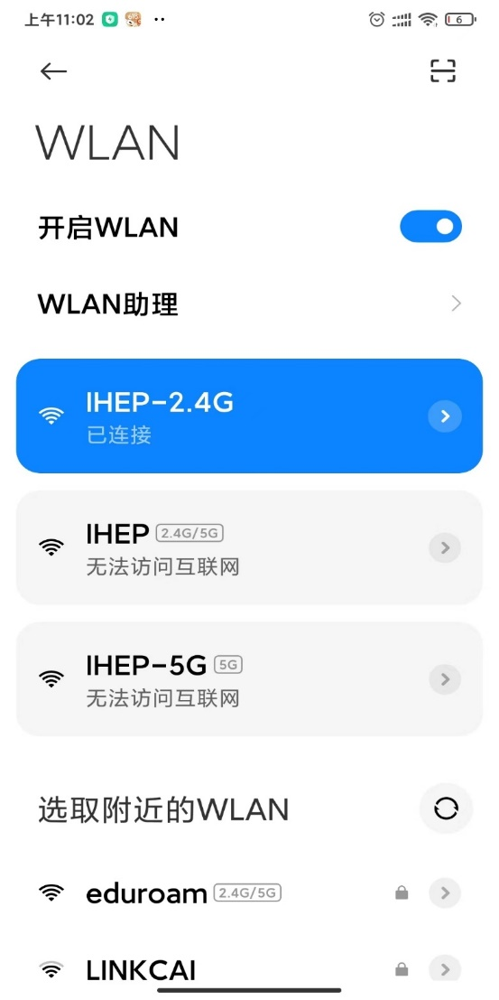 上午11:02
6
WLAN
开启WLAN
WLAN助理
IHEP-2.4G
已连接
IHEP 2.4G/5G
无法访问互联网
IHEP-5G 5G
无法访问互联网
选取附近的WLAN
eduroam 2.4G/5G
LINKCAI